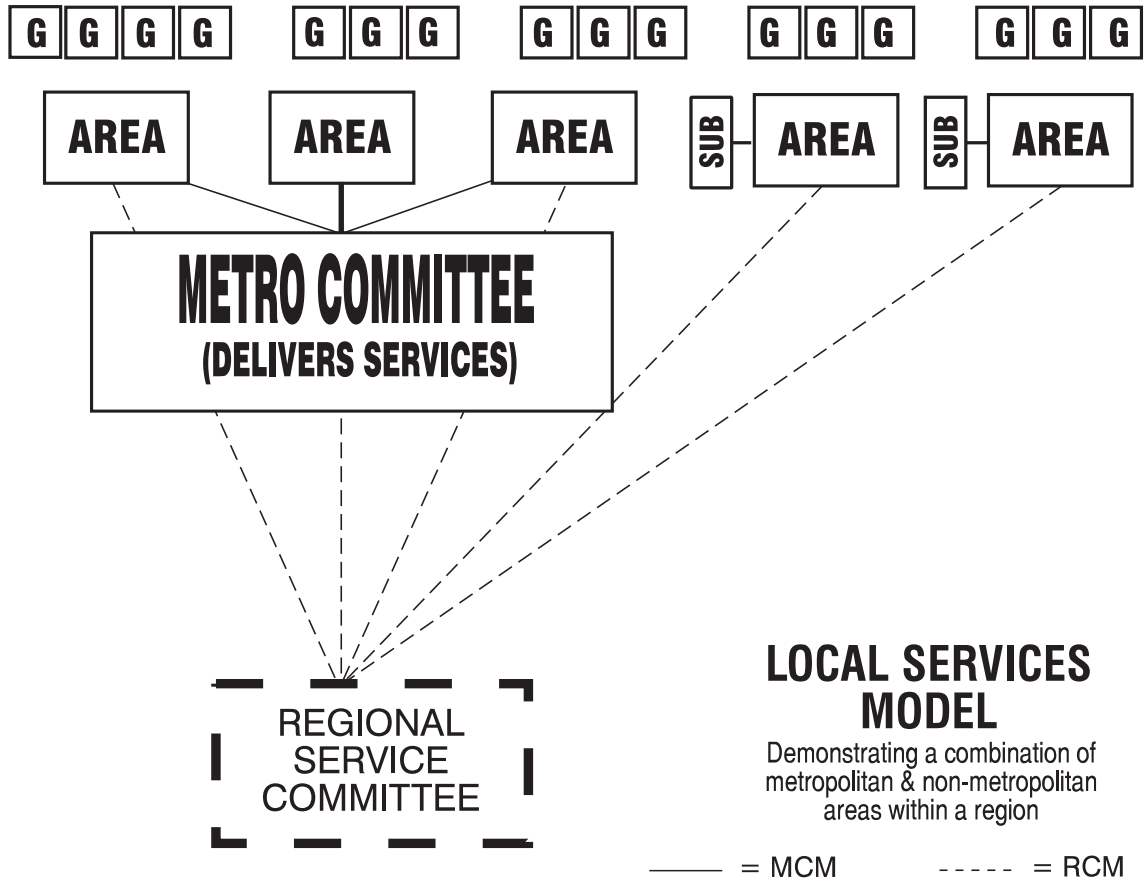 G G G G G G G G G G G G G G G G
AREA AREA AREA SUB AREA SUB AREA
METRO COMMITTEE
(DELIVERS SERVICES)
REGIONAL
SERVICE
COMMITTEE
LOCAL SERVICES
MODEL
Demonstrating a combination of
metropolitan & non-metropolitan
areas within a region
= MCM = RCM